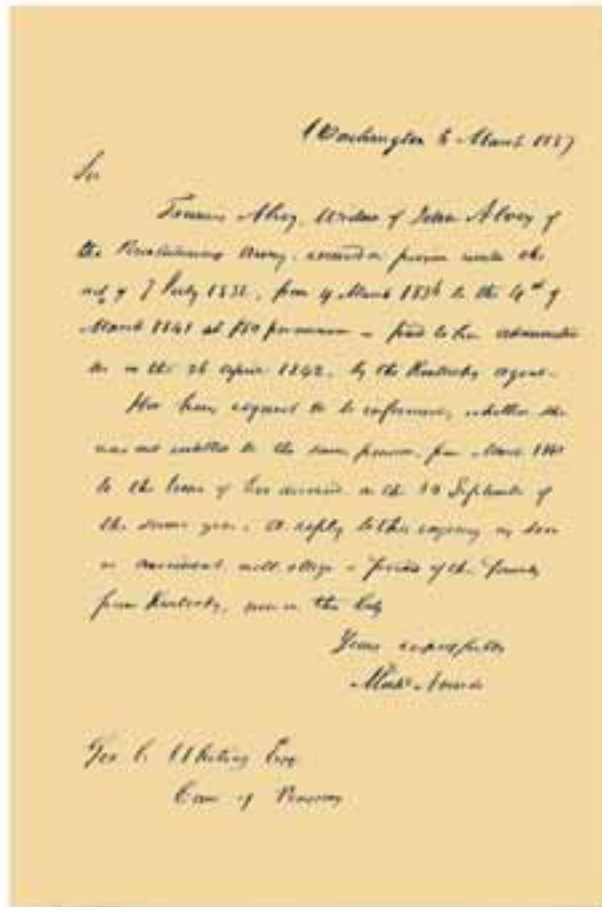 Washington 6 March 1857
Sir
Frances Alvey, Widow of John Alvey of
the Revolutionary Army, received a pension under the
act of 7 July 1838, from 4 March 1836 to the 4th of
March 1841 at $80 per annum - paid to her
on the 26 April 1842, by the Kentucky agent.
Her heirs request to be informed, whether she
was not entitled to the same pension, from March 1841
to the time of her decease on the 10 September of
the same year. A reply to this enquiry as soon
as convenient will oblige a friend of the family
from Kentucky, now in the City
Yours respectfully
Geo C. Whiting Esq
Com of Pensions